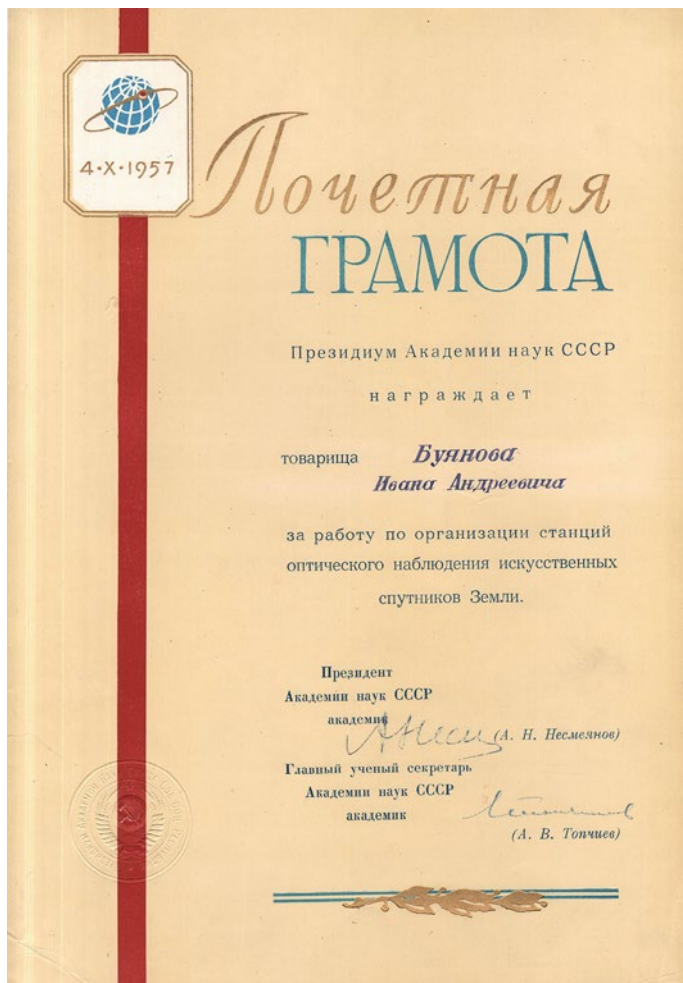 4·X·1957
Почетная
ГРАМОТА
Президиум Академии наук СССР
награждает
товарища Буянова
Ивана Андреевича
за работу по организации станций
оптического наблюдения искусственных
спутников Земли.
Президент
Академии наук СССР
академик
(А. Н. Несмеянов)
Главный ученый секретарь
Академии наук СССР
академик
(А. В. Топчиев)